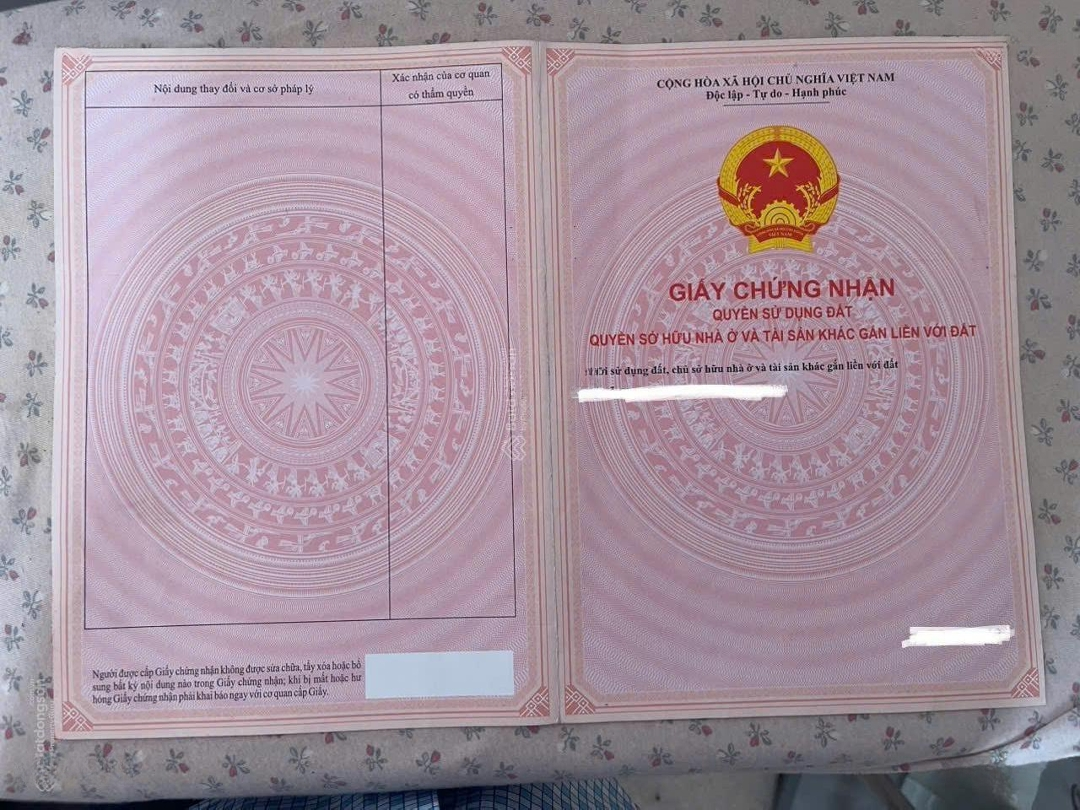 Nội dung thay đổi và cơ sở pháp lý
Xác nhận của cơ quan
có thẩm quyền
Người được cấp Giấy chứng nhận không được sửa chữa, tẩy xóa hoặc bổ
sung bất kỳ nội dung nào trong Giấy chứng nhận; khi bị mất hoặc hư
hỏng Giấy chứng nhận phải khai báo ngay với cơ quan cấp Giấy.
CỘNG HÒA XÃ HỘI CHỦ NGHĨA VIỆT NAM
Độc lập - Tự do - Hạnh phúc
VIỆT NAM
GIẤY CHỨNG NHẬN
QUYỀN SỬ DỤNG ĐẤT
QUYỀN SỞ HỮU NHÀ Ở VÀ TÀI SẢN KHÁC GẮN LIỀN VỚI ĐẤT
sử dụng đất, chủ sở hữu nhà ở và tài sản khác gắn liền với đất